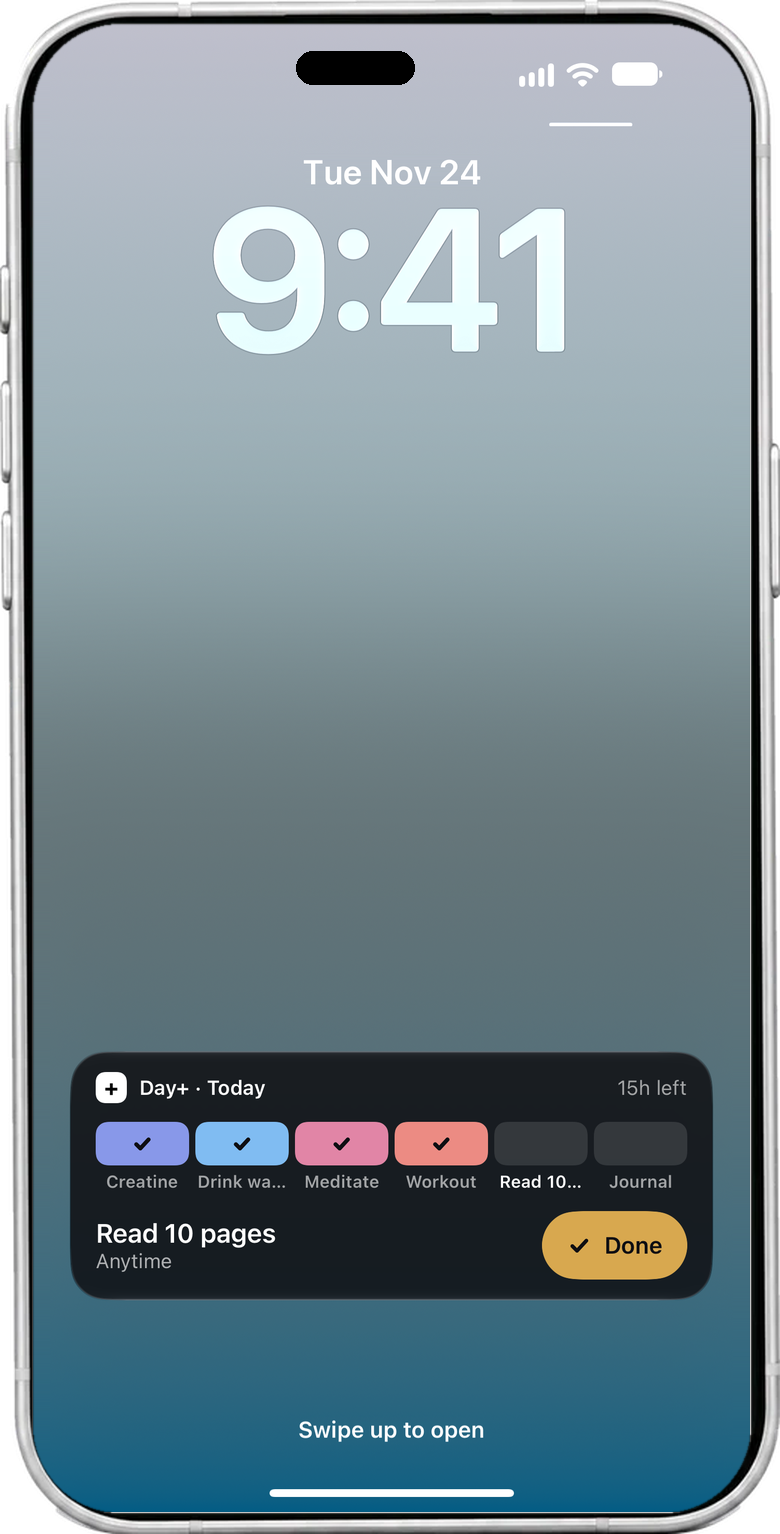 Tue Nov 24
9:41
Day+ · Today
15h left
Creatine
Drink wa...
Meditate
Workout
Read 10...
Journal
Read 10 pages
Anytime
Done
Swipe up to open